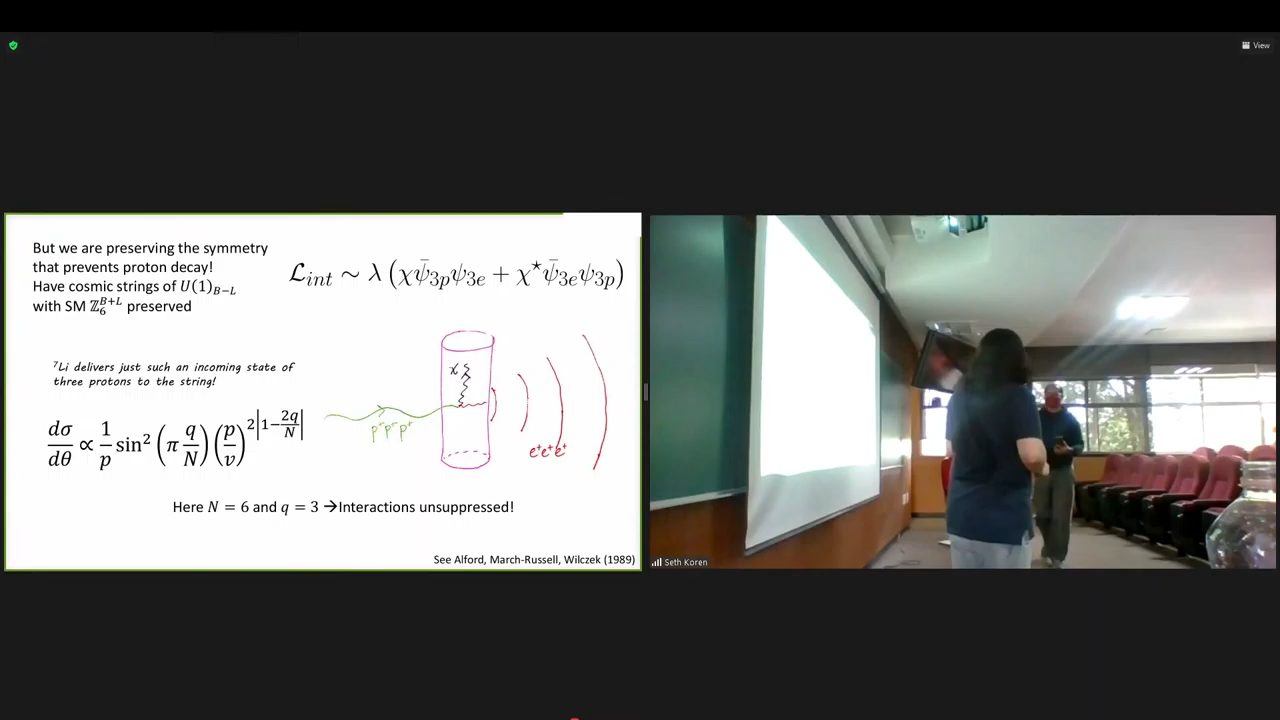 View
But we are preserving the symmetry
that prevents proton decay!
Have cosmic strings of U(1)_{B−L}
with SM ℤ_6^{B+L} preserved
ℒ_{int} ∼ λ (χψ̄_{3p}ψ_{3e} + χ^⋆ψ̄_{3e}ψ_{3p})
⁷Li delivers just such an incoming state of
three protons to the string!
dσ/dθ ∝ 1/p sin² (π q/N) (p/v)^{2|1−2q/N|}
χ
p⁺p⁺p⁺
e⁺e⁺e⁺
Here N = 6 and q = 3 →Interactions unsuppressed!
See Alford, March-Russell, Wilczek (1989)
Seth Koren